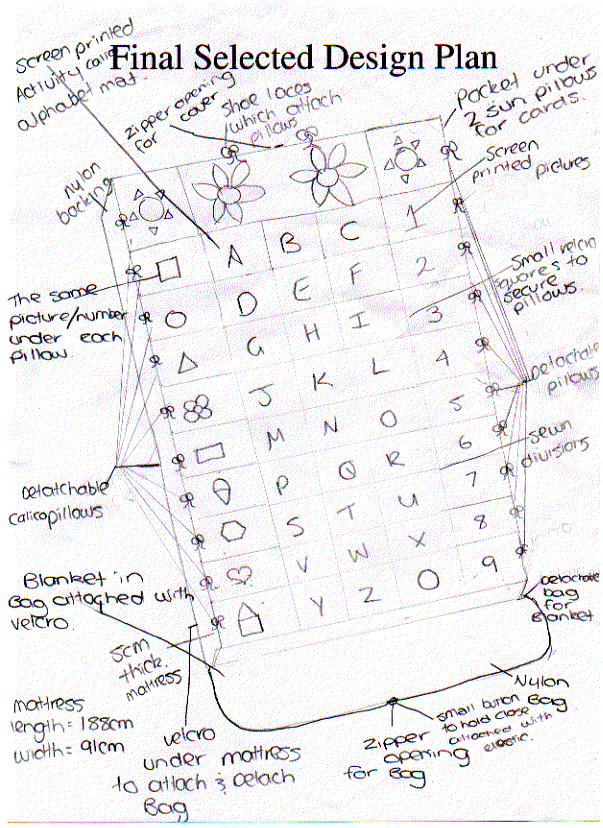 Final Selected Design Plan
Screen printed
Activity calico
alphabet mat.
zipper opening
for cover
Shoe laces
which attach
pillows
Pocket under
2 sun pillows
for cards.
nylon
backing
Screen
printed pictures
A B C 1
The same
picture/number
under each
pillow.
D E F 2
Small velcro
squares to
secure
pillows.
G H I 3
J K L 4
Detachable
pillows
M N O 5
sewn
divisions
P Q R 6
Detatchable
calico pillows
S T U 7
V W X 8
Y Z O 9
Blanket in
Bag attached with
velcro.
Detachable
bag
for
Blanket
5cm
thick
mattress
mattress
length = 188cm
width = 91cm
velcro
under mattress
to attach & detach
Bag
Zipper
opening
for Bag
small button
to hold close
attached with
elastic.
Nylon
Bag